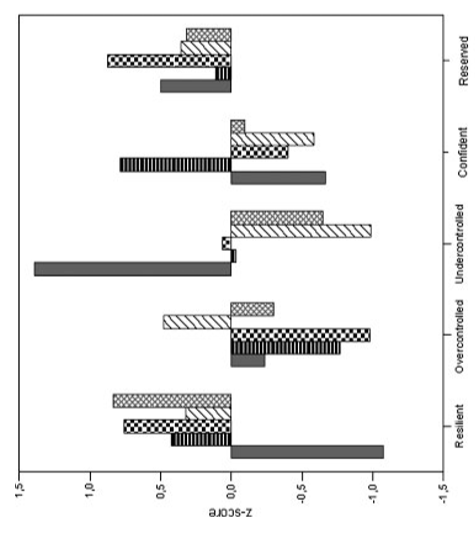 Reserved
Confident
Undercontrolled
Overcontrolled
Resilient
1,5
1,0
0,5
0,0
-0,5
-1,0
-1,5
z-score